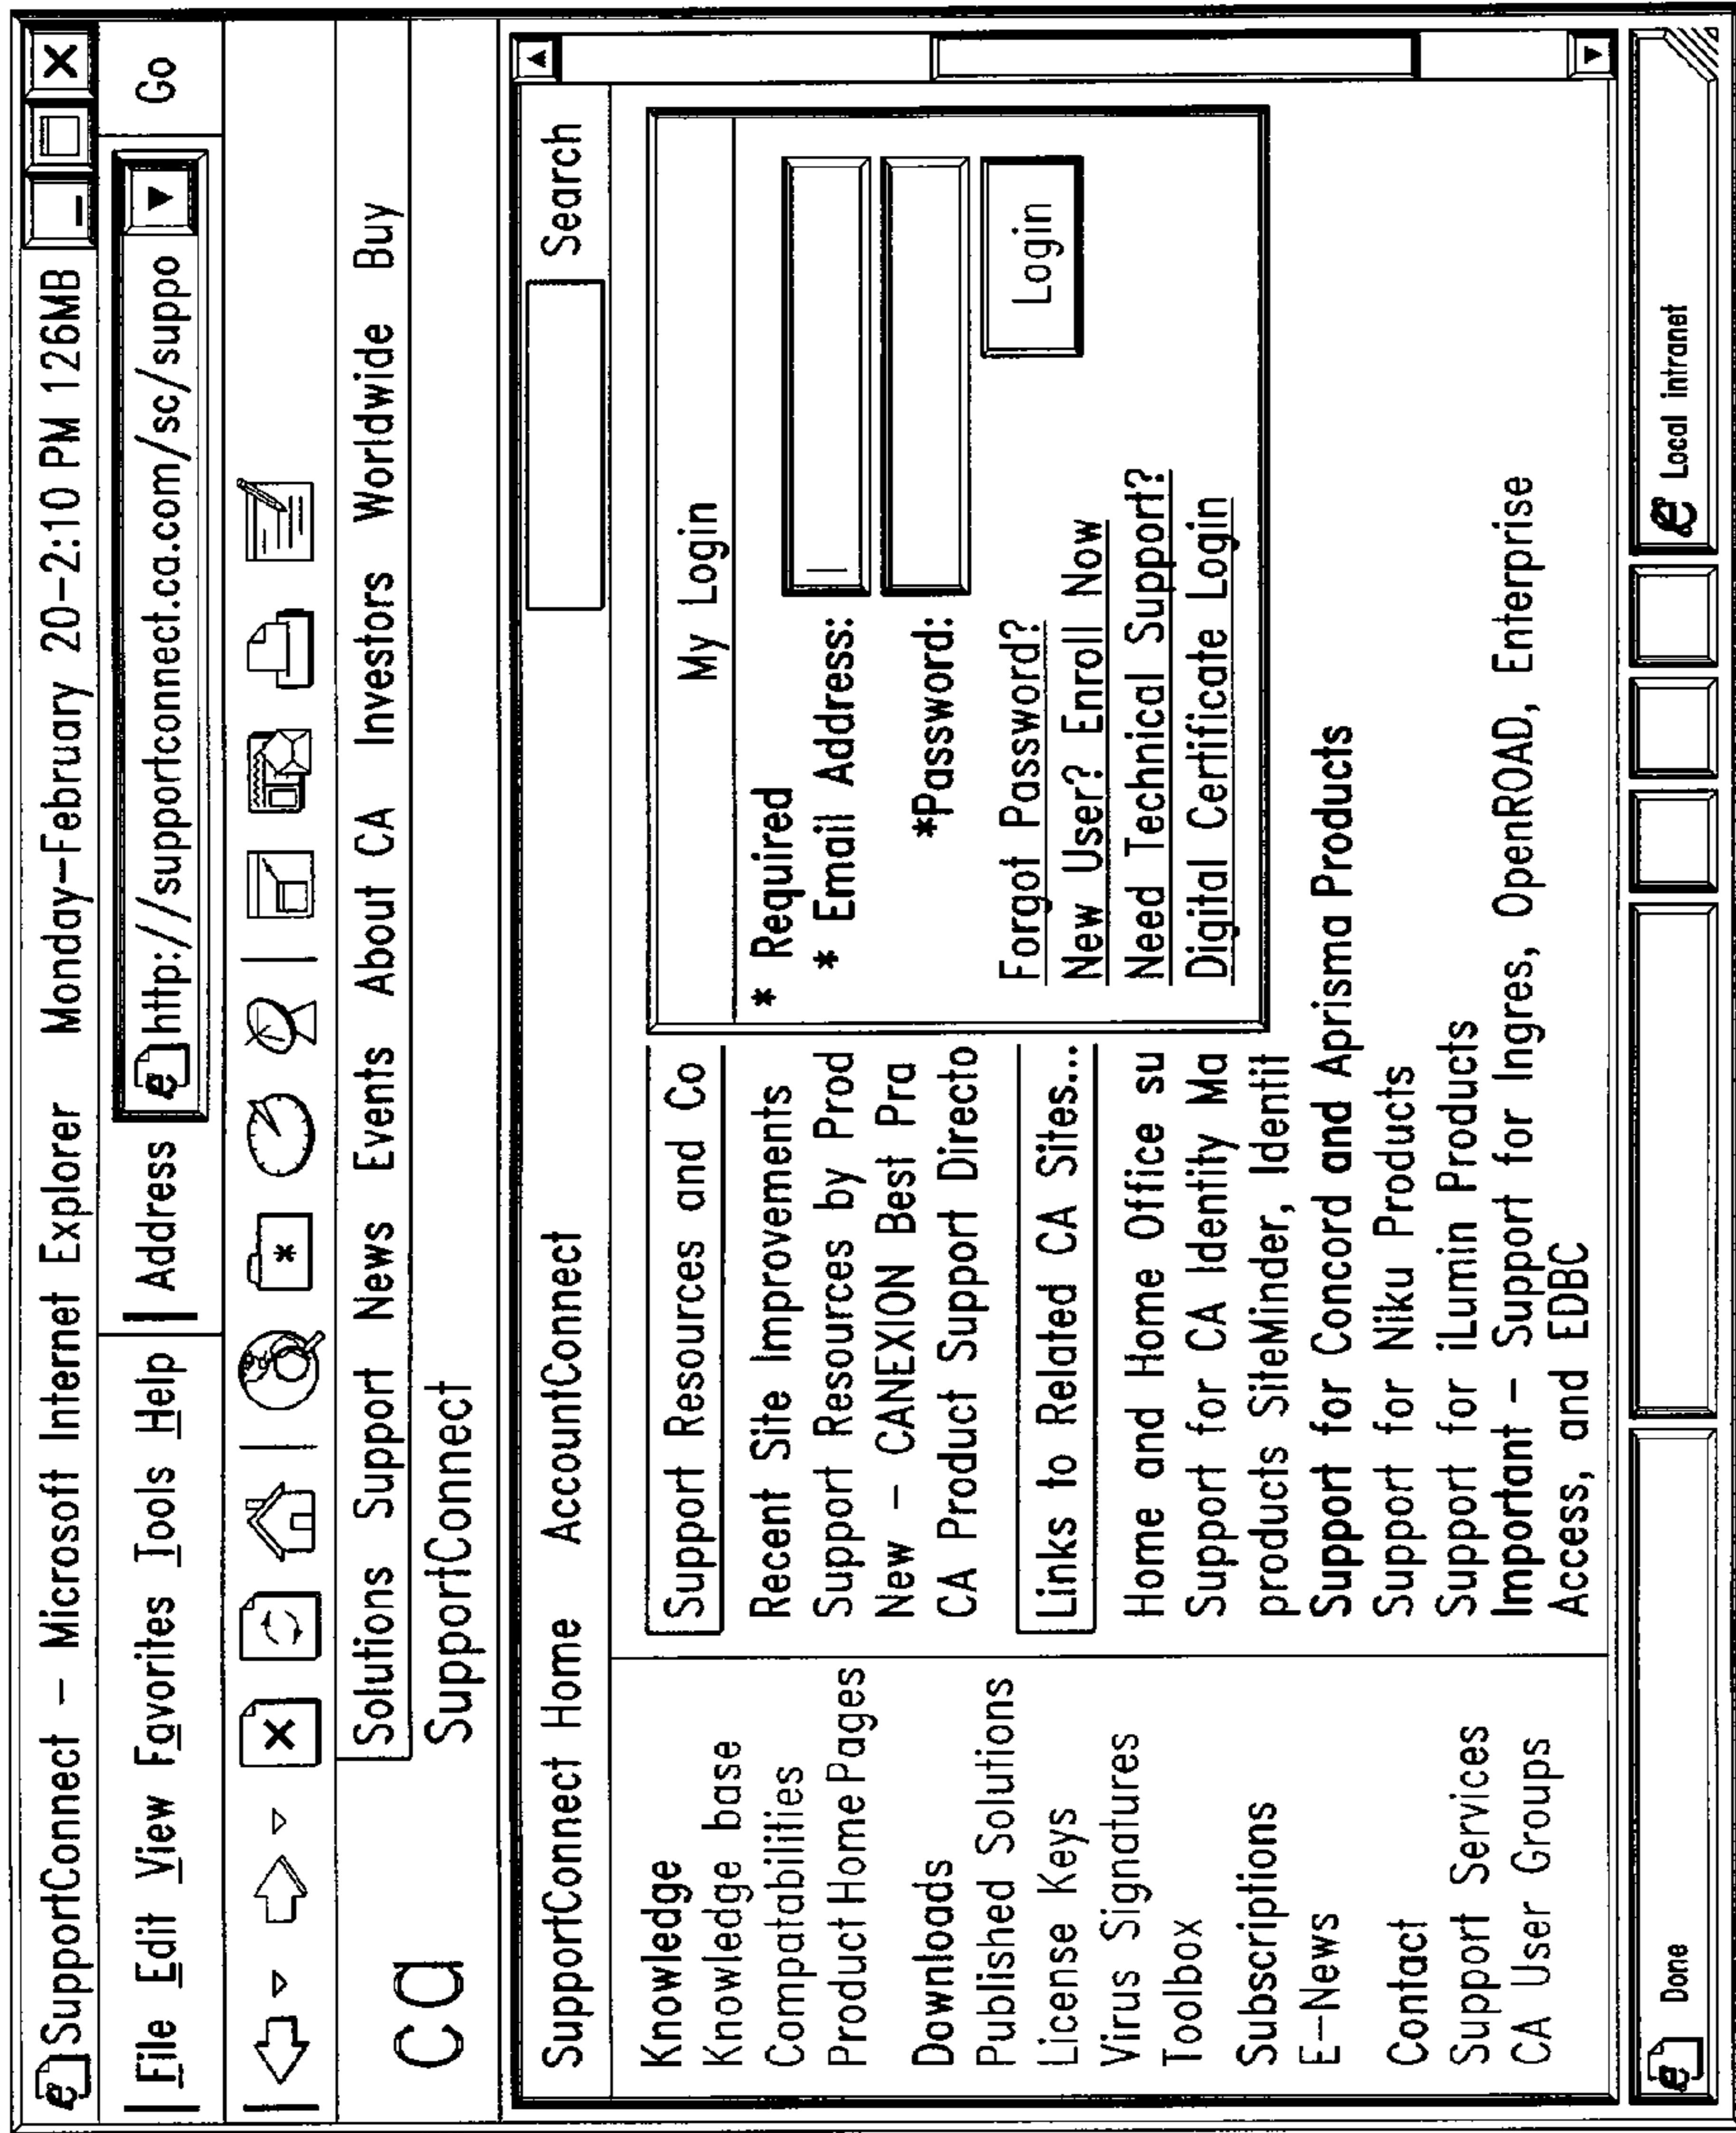 SupportConnect - Microsoft Internet Explorer Monday-February 20-2:10 PM 126MB
File Edit View Favorites Tools Help Address http://supportconnect.ca.com/sc/suppo Go
Solutions Support News Events About CA Investors Worldwide Buy
ca
SupportConnect
SupportConnect Home AccountConnect Search
Knowledge
Knowledge base
Compatabilities
Product Home Pages
Downloads
Published Solutions
License Keys
Virus Signatures
Toolbox
Subscriptions
E-News
Contact
Support Services
CA User Groups
Support Resources and Co
Recent Site Improvements
Support Resources by Prod
New - CANEXION Best Pra
CA Product Support Directo
Links to Related CA Sites...
Home and Home Office su
Support for CA Identity Ma
products SiteMinder, Identit
Support for Concord and Aprisma Products
Support for Niku Products
Support for iLumin Products
Important - Support for Ingres, OpenROAD, Enterprise
Access, and EDBC
My Login
* Required
* Email Address:
*Password:
Login
Forgot Password?
New User? Enroll Now
Need Technical Support?
Digital Certificate Login
Done
Local intranet